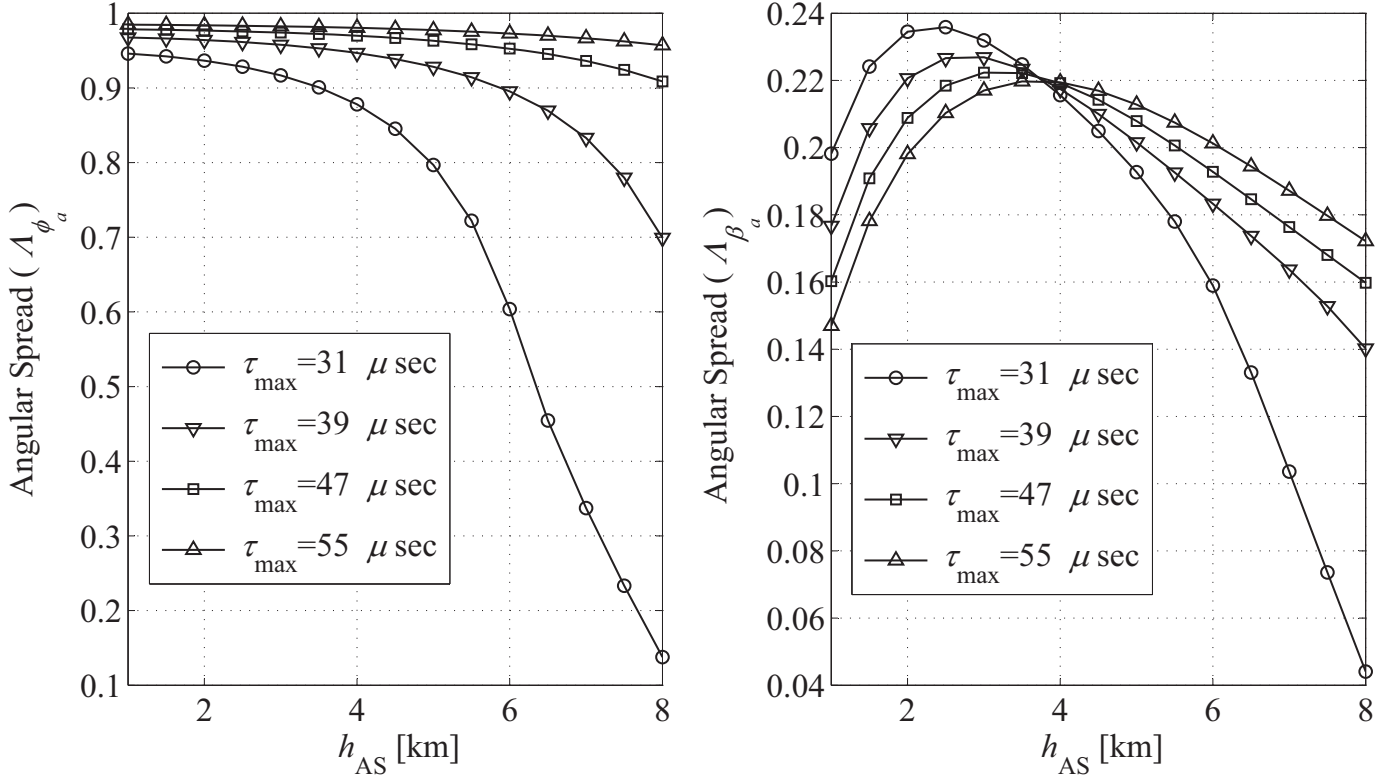 1
0.9
0.8
0.7
0.6
0.5
0.4
0.3
0.2
0.1
Angular Spread ( Λ_ϕ_a )
τmax=31 μ sec
τmax=39 μ sec
τmax=47 μ sec
τmax=55 μ sec
2 4 6 8
hAS [km]
0.24
0.22
0.2
0.18
0.16
0.14
0.12
0.1
0.08
0.06
0.04
Angular Spread ( Λ_β_a )
τmax=31 μ sec
τmax=39 μ sec
τmax=47 μ sec
τmax=55 μ sec
2 4 6 8
hAS [km]